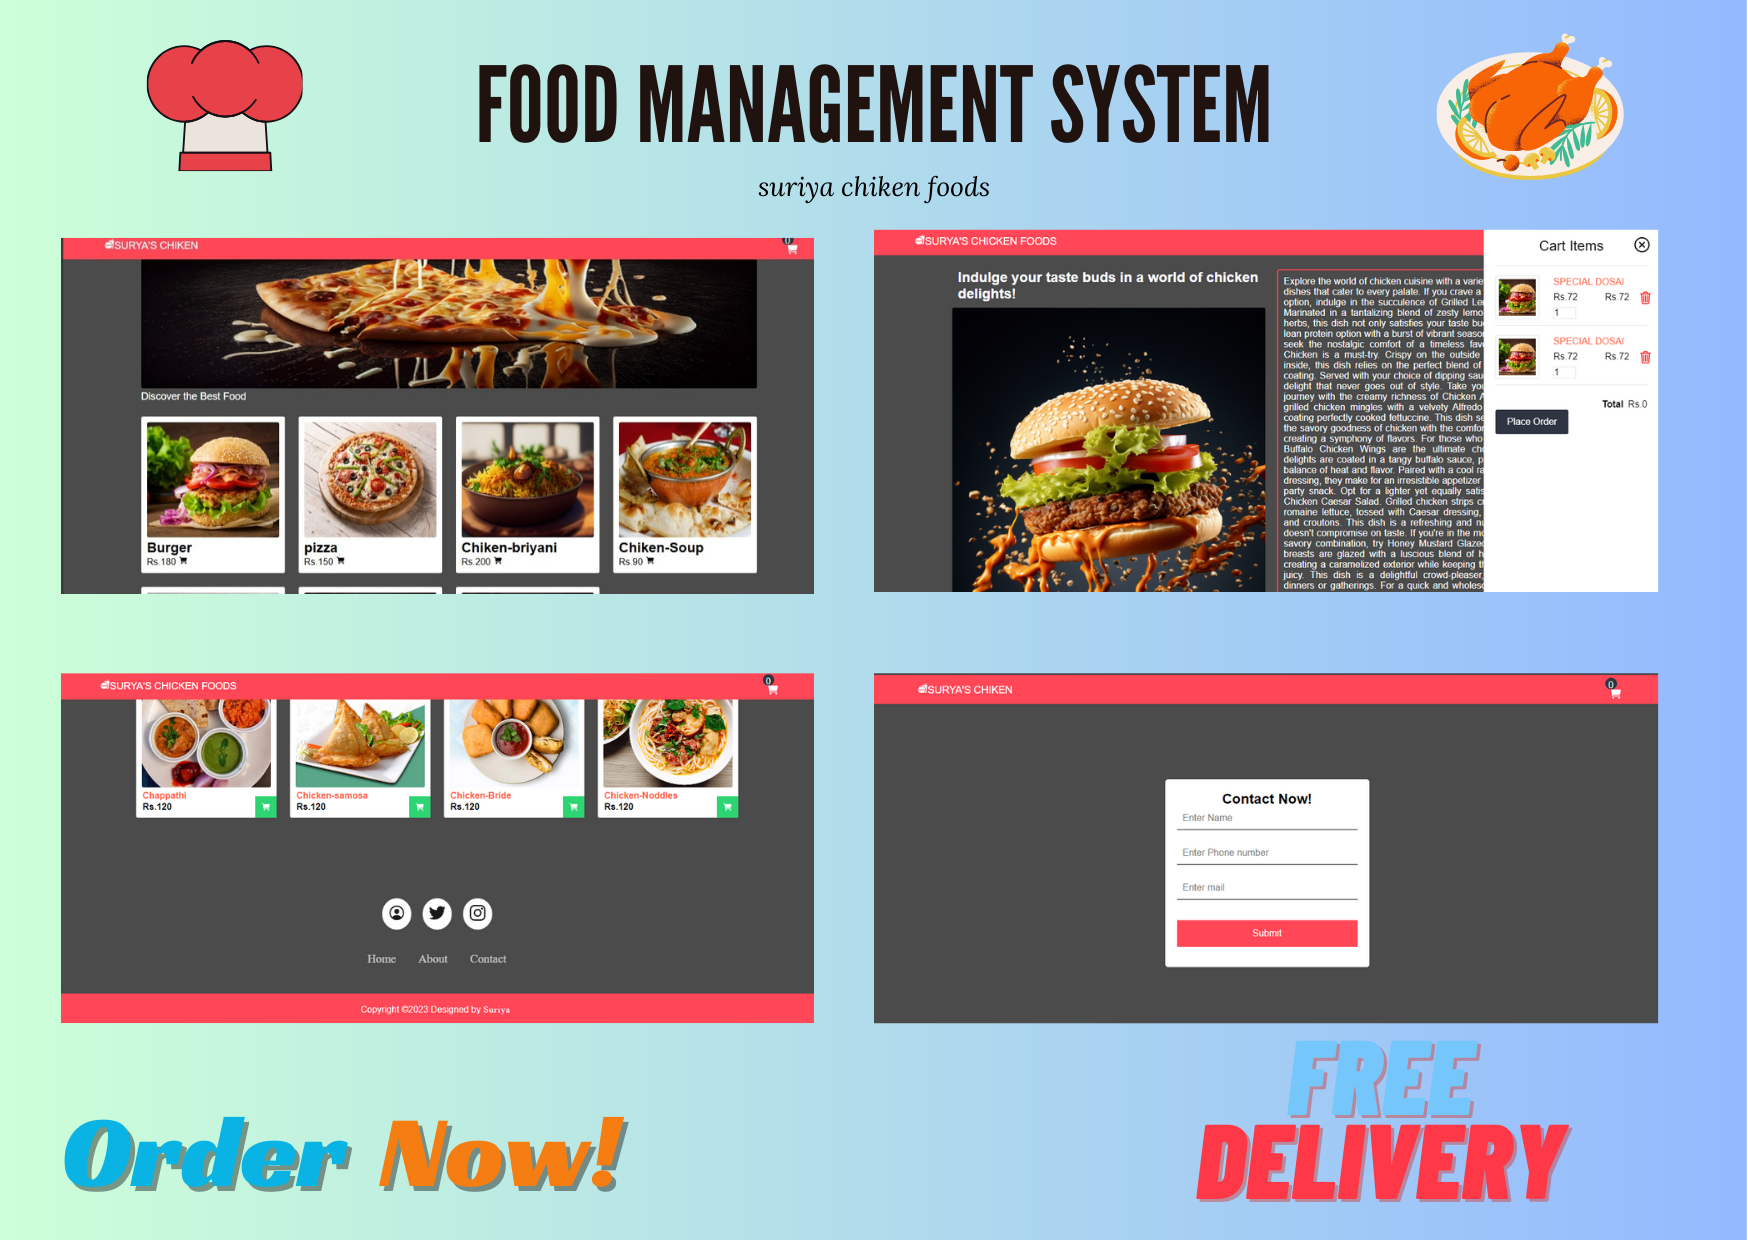 FOOD MANAGEMENT SYSTEM
suriya chiken foods
SURYA'S CHIKEN
0
Discover the Best Food
Burger
Rs.180
pizza
Rs.150
Chiken-briyani
Rs.200
Chiken-Soup
Rs.90
SURYA'S CHICKEN FOODS
Indulge your taste buds in a world of chicken
delights!
Explore the world of chicken cuisine with a varie
dishes that cater to every palate. If you crave a
option, indulge in the succulence of Grilled Le
Marinated in a tantalizing blend of zesty lemo
herbs, this dish not only satisfies your taste bu
lean protein option with a burst of vibrant seaso
seek the nostalgic comfort of a timeless fav
Chicken is a must-try. Crispy on the outside
inside, this dish relies on the perfect blend of
coating. Served with your choice of dipping sau
delight that never goes out of style. Take you
journey with the creamy richness of Chicken A
grilled chicken mingles with a velvety Alfredo
coating perfectly cooked fettuccine. This dish se
the savory goodness of chicken with the comfor
creating a symphony of flavors. For those who
Buffalo Chicken Wings are the ultimate ch
delights are coated in a tangy buffalo sauce, p
balance of heat and flavor. Paired with a cool ra
dressing, they make for an irresistible appetizer
party snack. Opt for a lighter yet equally satis
Chicken Caesar Salad. Grilled chicken strips c
romaine lettuce, tossed with Caesar dressing,
and croutons. This dish is a refreshing and n
doesn't compromise on taste. If you're in the m
savory combination, try Honey Mustard Glaze
breasts are glazed with a luscious blend of h
creating a caramelized exterior while keeping t
juicy. This dish is a delightful crowd-pleaser,
dinners or gatherings. For a quick and wholes
Cart Items
SPECIAL DOSAI
Rs.72 Rs.72
1
SPECIAL DOSAI
Rs.72 Rs.72
1
Total Rs.0
Place Order
SURYA'S CHICKEN FOODS
0
Chappathi
Rs.120
Chicken-samosa
Rs.120
Chicken-Bride
Rs.120
Chicken-Noddles
Rs.120
Home About Contact
Copyright ©2023 Designed by Suriya
SURYA'S CHIKEN
0
Contact Now!
Enter Name
Enter Phone number
Enter mail
Submit
Order Now!
FREE
DELIVERY